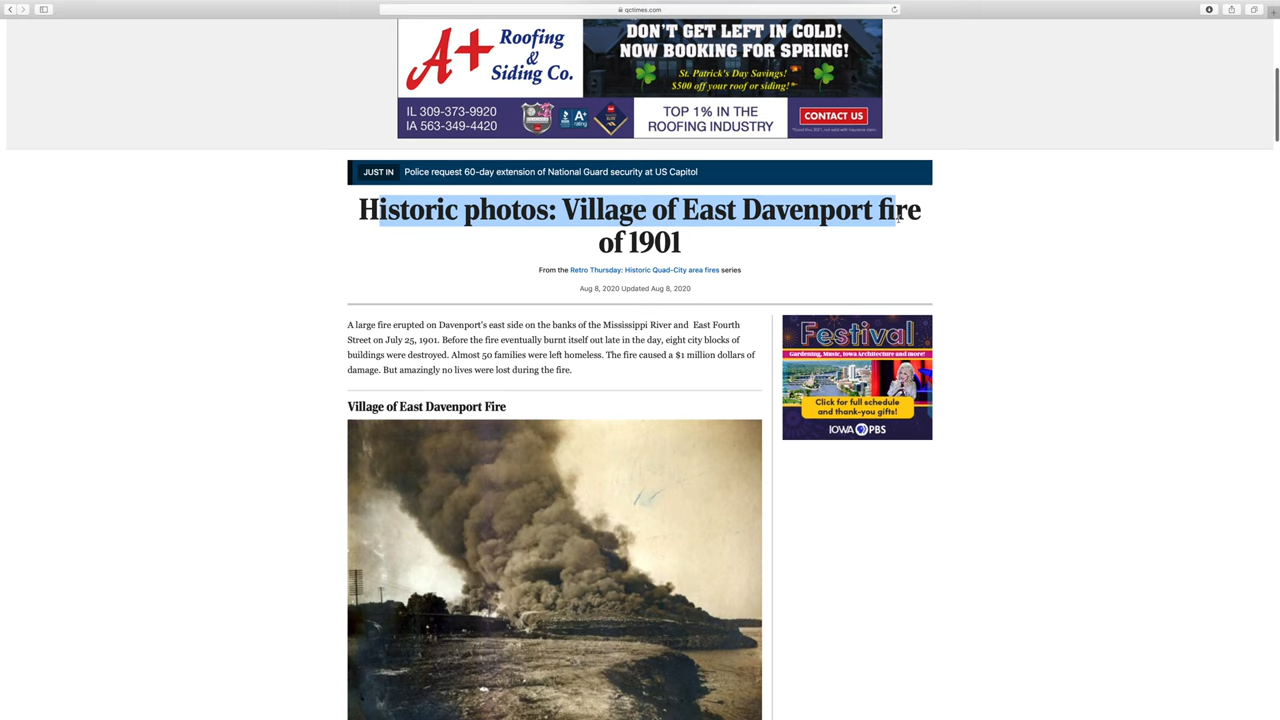 qctimes.com
A+ Roofing
&
Siding Co.
DON'T GET LEFT IN COLD!
NOW BOOKING FOR SPRING!
St. Patrick's Day Savings!
$500 off your roof or siding!*
IL 309-373-9920
IA 563-349-4420
TOP 1% IN THE
ROOFING INDUSTRY
CONTACT US
JUST IN Police request 60-day extension of National Guard security at US Capitol
Historic photos: Village of East Davenport fire
of 1901
From the Retro Thursday: Historic Quad-City area fires series
Aug 8, 2020 Updated Aug 8, 2020
A large fire erupted on Davenport's east side on the banks of the Mississippi River and East Fourth
Street on July 25, 1901. Before the fire eventually burnt itself out late in the day, eight city blocks of
buildings were destroyed. Almost 50 families were left homeless. The fire caused a $1 million dollars of
damage. But amazingly no lives were lost during the fire.
Village of East Davenport Fire
Festival
Gardening, Music, Iowa Architecture and more!
Click for full schedule
and thank-you gifts!
IOWA PBS